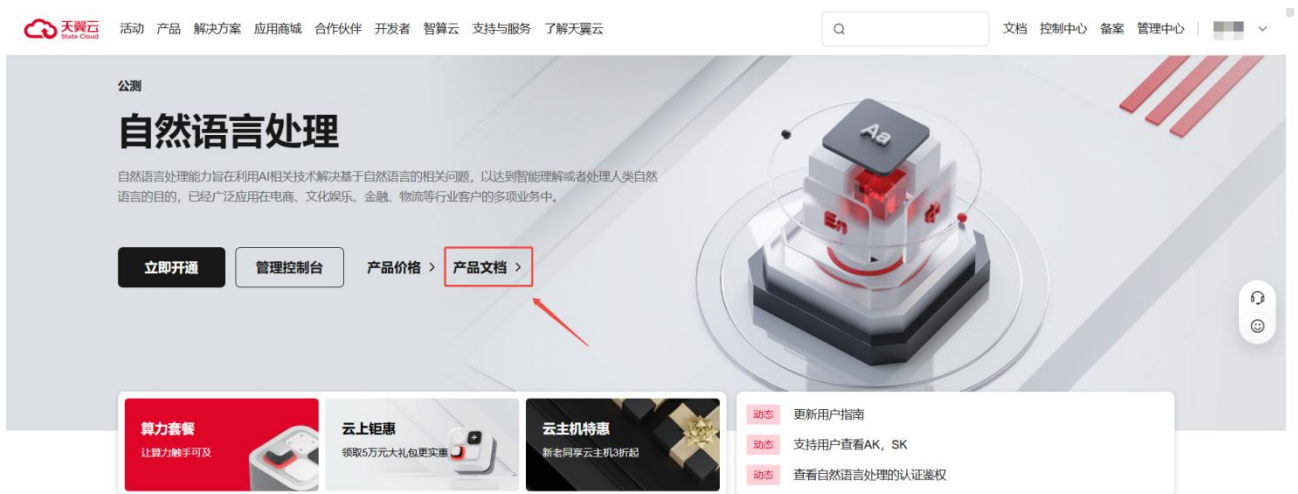 天翼云
State Cloud
活动 产品 解决方案 应用商城 合作伙伴 开发者 智算云 支持与服务 了解天翼云
文档 控制中心 备案 管理中心
公测
自然语言处理
自然语言处理能力旨在利用AI相关技术解决基于自然语言的相关问题，以达到智能理解或者处理人类自然
语言的目的，已经广泛应用在电商、文化娱乐、金融、物流等行业客户的多项业务中。
立即开通 管理控制台 产品价格 > 产品文档 >
Aa
En
算力套餐
让算力触手可及
云上钜惠
领取5万元大礼包更实惠
云主机特惠
新老同享云主机3折起
动态 更新用户指南
动态 支持用户查看AK，SK
动态 查看自然语言处理的认证鉴权